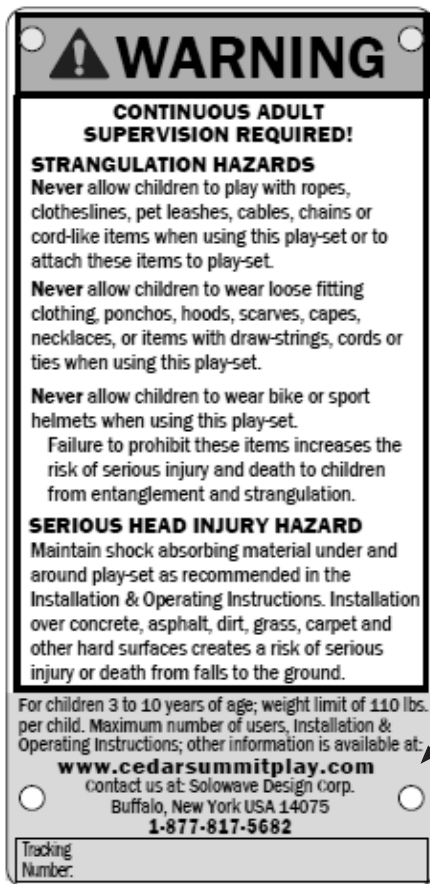 WARNING
CONTINUOUS ADULT
SUPERVISION REQUIRED!
STRANGULATION HAZARDS
Never allow children to play with ropes,
clotheslines, pet leashes, cables, chains or
cord-like items when using this play-set or to
attach these items to play-set.
Never allow children to wear loose fitting
clothing, ponchos, hoods, scarves, capes,
necklaces, or items with draw-strings, cords or
ties when using this play-set.
Never allow children to wear bike or sport
helmets when using this play-set.
Failure to prohibit these items increases the
risk of serious injury and death to children
from entanglement and strangulation.
SERIOUS HEAD INJURY HAZARD
Maintain shock absorbing material under and
around play-set as recommended in the
Installation & Operating Instructions. Installation
over concrete, asphalt, dirt, grass, carpet and
other hard surfaces creates a risk of serious
injury or death from falls to the ground.
For children 3 to 10 years of age; weight limit of 110 lbs.
per child. Maximum number of users, Installation &
Operating Instructions; other information is available at:
www.cedarsummitplay.com
Contact us at: Solowave Design Corp.
Buffalo, New York USA 14075
1-877-817-5682
Tracking
Number: